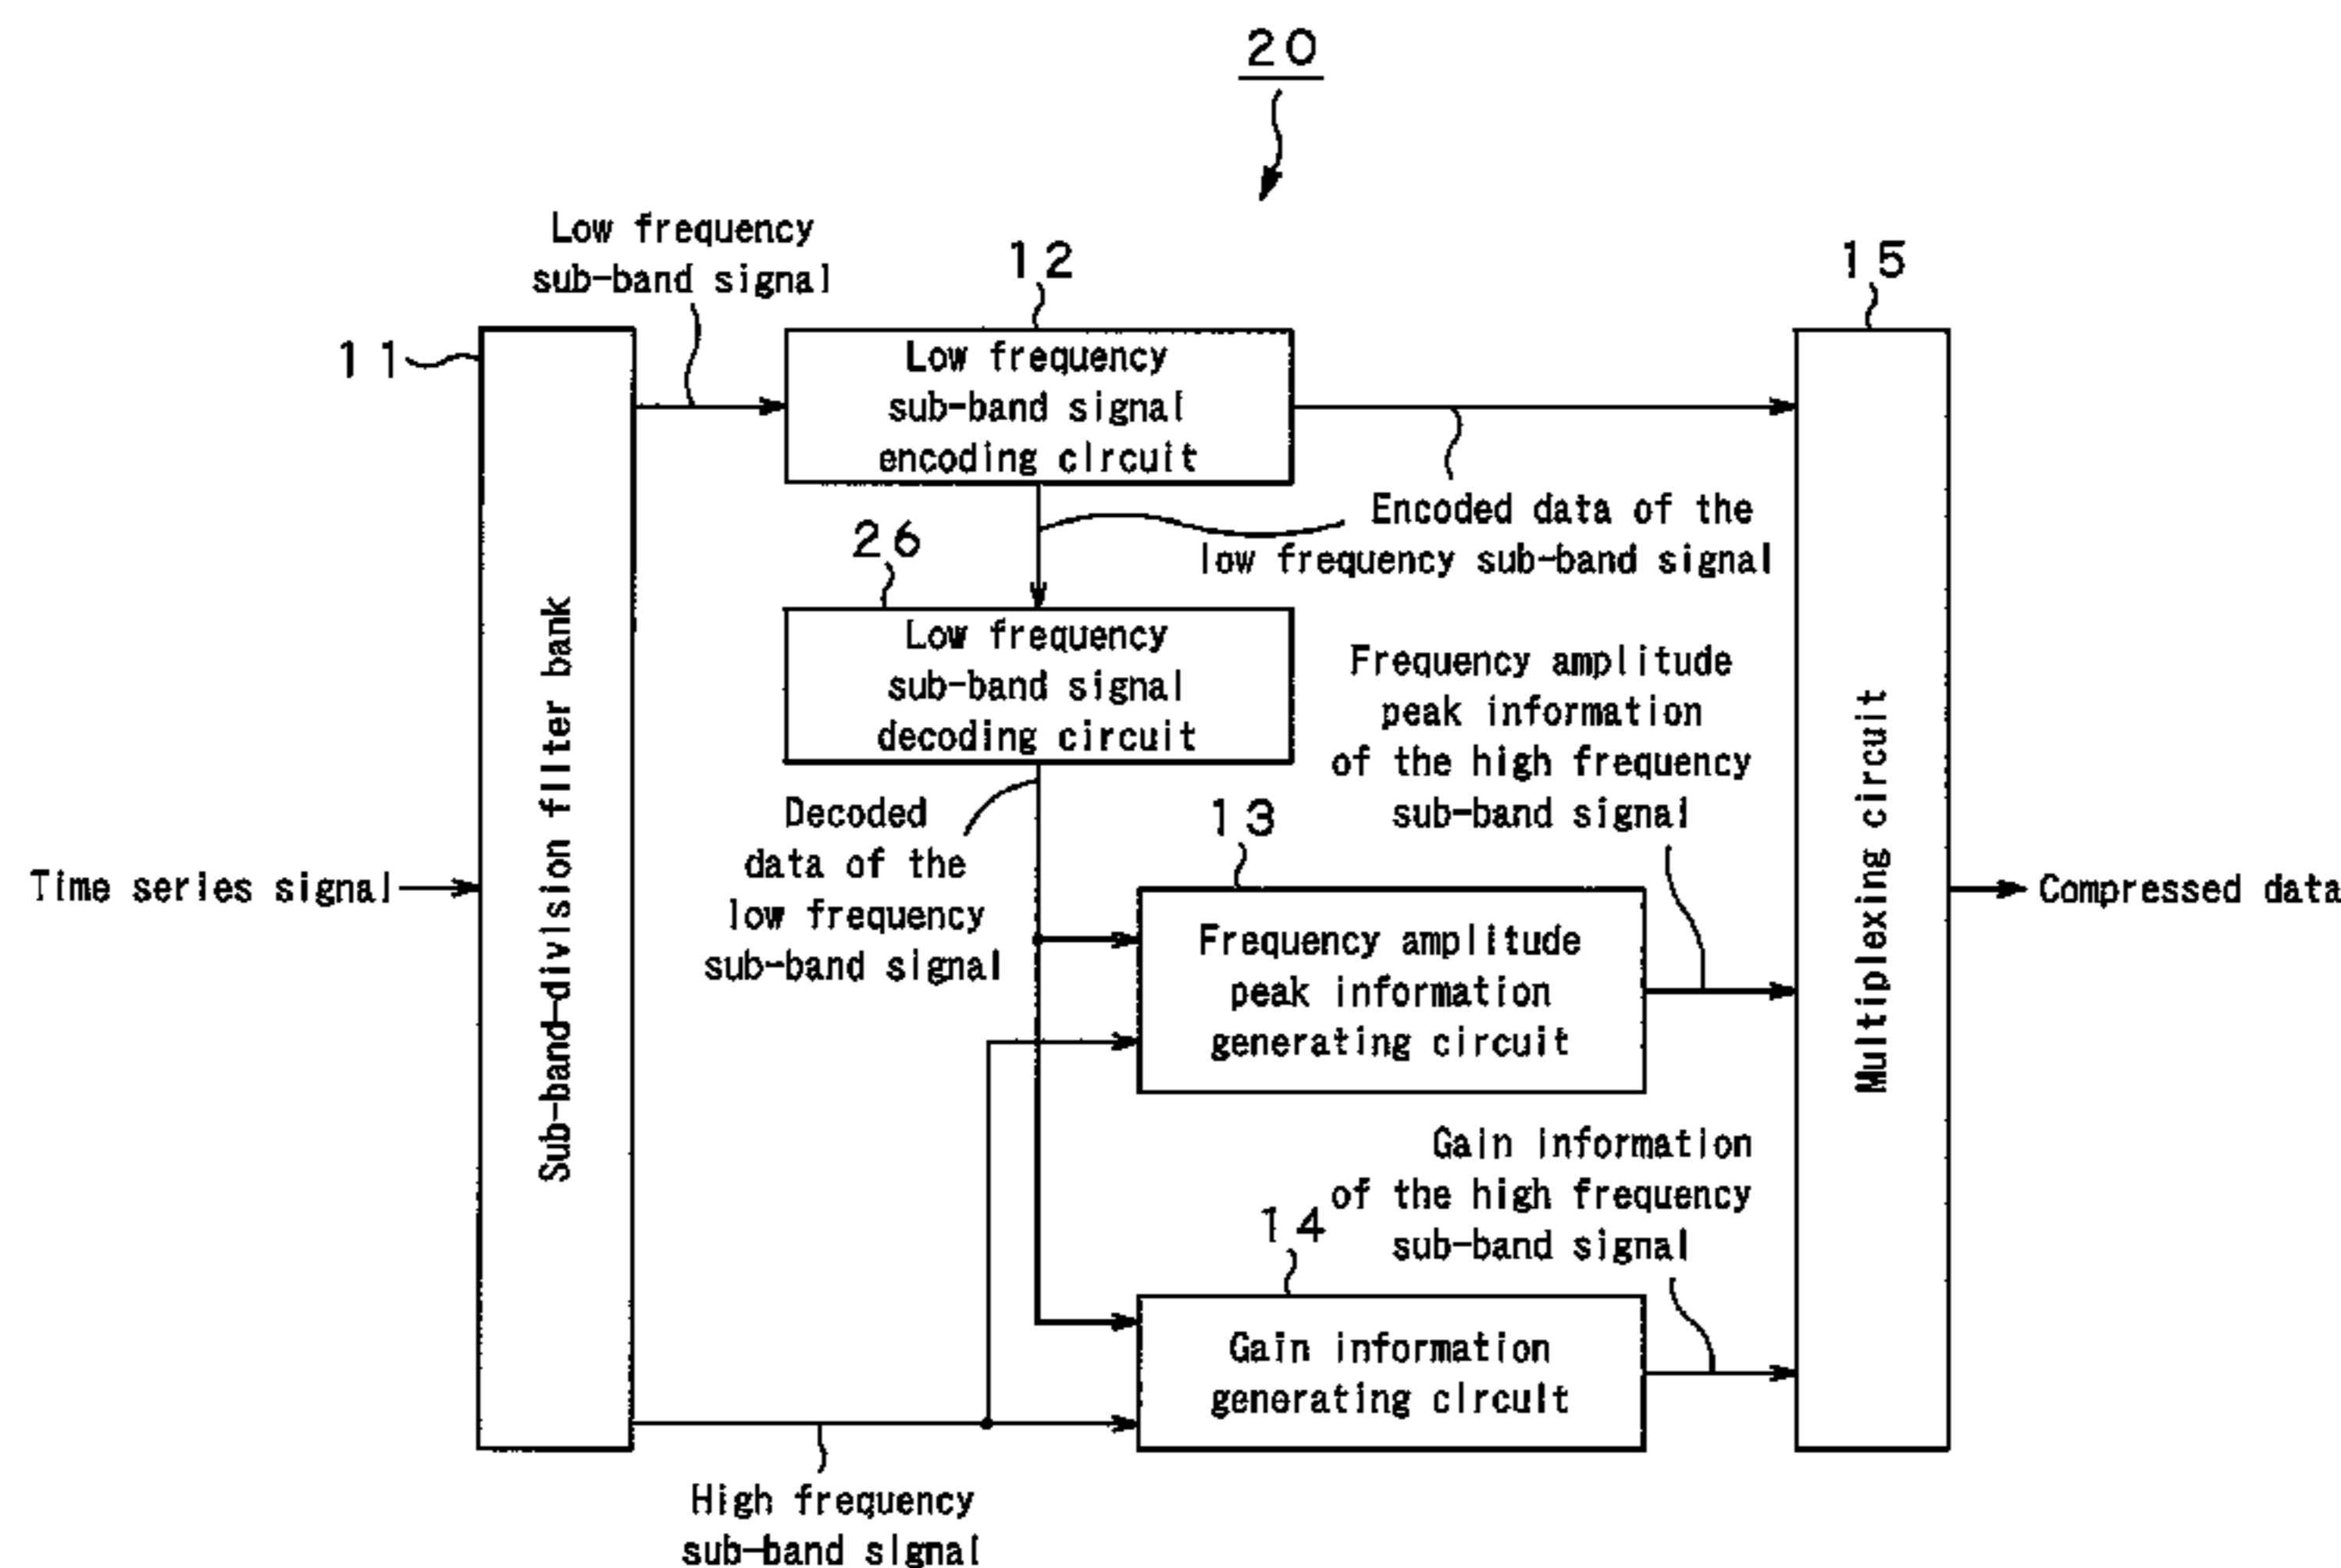 20
Low frequency
sub-band signal
12
15
11
Low frequency
sub-band signal
encoding circuit
Encoded data of the
low frequency sub-band signal
26
Low frequency
sub-band signal
decoding circuit
Frequency amplitude
peak information
of the high frequency
sub-band signal
Decoded
data of the
low frequency
sub-band signal
13
Sub-band-division filter bank
Multiplexing circuit
Time series signal
Compressed data
Frequency amplitude
peak information
generating circuit
Gain information
of the high frequency
sub-band signal
14
Gain information
generating circuit
High frequency
sub-band signal